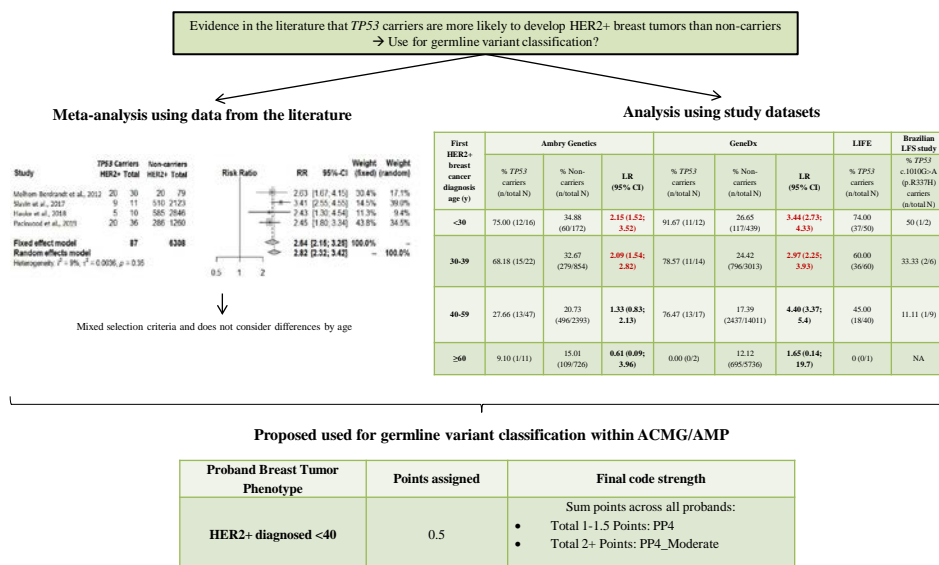 Evidence in the literature that TP53 carriers are more likely to develop HER2+ breast tumors than non-carriers
→ Use for germline variant classification?
Meta-analysis using data from the literature
TP53 Carriers Non-carriers Weight Weight
Study HER2+ Total HER2+ Total Risk Ratio RR 95%-CI (fixed) (random)
Melhem Bertrandt et al., 2012 20 30 20 79 2.63 [1.67, 4.15] 30.4% 17.1%
et al., 2017 9 11 510 2123 3.41 [2.55, 4.55] 14.5% 39.0%
et al., 2018 5 10 585 2846 2.43 [1.30, 4.54] 11.3% 9.4%
Packwood et al., 2019 20 36 286 1260 2.45 [1.80, 3.34] 43.8% 34.5%
Fixed effect model 87 6308 2.64 [2.15; 3.25] 100.0% –
Random effects model 2.82 [2.32; 3.42] – 100.0%
Heterogeneity: I² = 9%, τ² = 0.0036, p = 0.35
0.5 1 2
Mixed selection criteria and does not consider differences by age
Analysis using study datasets
First HER2+ breast cancer diagnosis age (y) Ambry Genetics GeneDx LIFE Brazilian LFS study
% TP53 carriers (n/total N) % Non-carriers (n/total N) LR (95% CI) % TP53 carriers (n/total N) % Non-carriers (n/total N) LR (95% CI) % TP53 carriers (n/total N) % TP53 c.1010G>A (p.R337H) carriers (n/total N)
<30 75.00 (12/16) 34.88 (60/172) 2.15 (1.52; 3.52) 91.67 (11/12) 26.65 (117/439) 3.44 (2.73; 4.33) 74.00 (37/50) 50 (1/2)
30-39 68.18 (15/22) 32.67 (279/854) 2.09 (1.54; 2.82) 78.57 (11/14) 24.42 (796/3013) 2.97 (2.25; 3.93) 60.00 (36/60) 33.33 (2/6)
40-59 27.66 (13/47) 20.73 (496/2393) 1.33 (0.83; 2.13) 76.47 (13/17) 17.39 (2437/14011) 4.40 (3.37; 5.4) 45.00 (18/40) 11.11 (1/9)
≥60 9.10 (1/11) 15.01 (109/726) 0.61 (0.09; 3.96) 0.00 (0/2) 12.12 (695/5736) 1.65 (0.14; 19.7) 0 (0/1) NA
Proposed used for germline variant classification within ACMG/AMP
Proband Breast Tumor Phenotype Points assigned Final code strength
HER2+ diagnosed <40 0.5 Sum points across all probands:
• Total 1-1.5 Points: PP4
• Total 2+ Points: PP4_Moderate